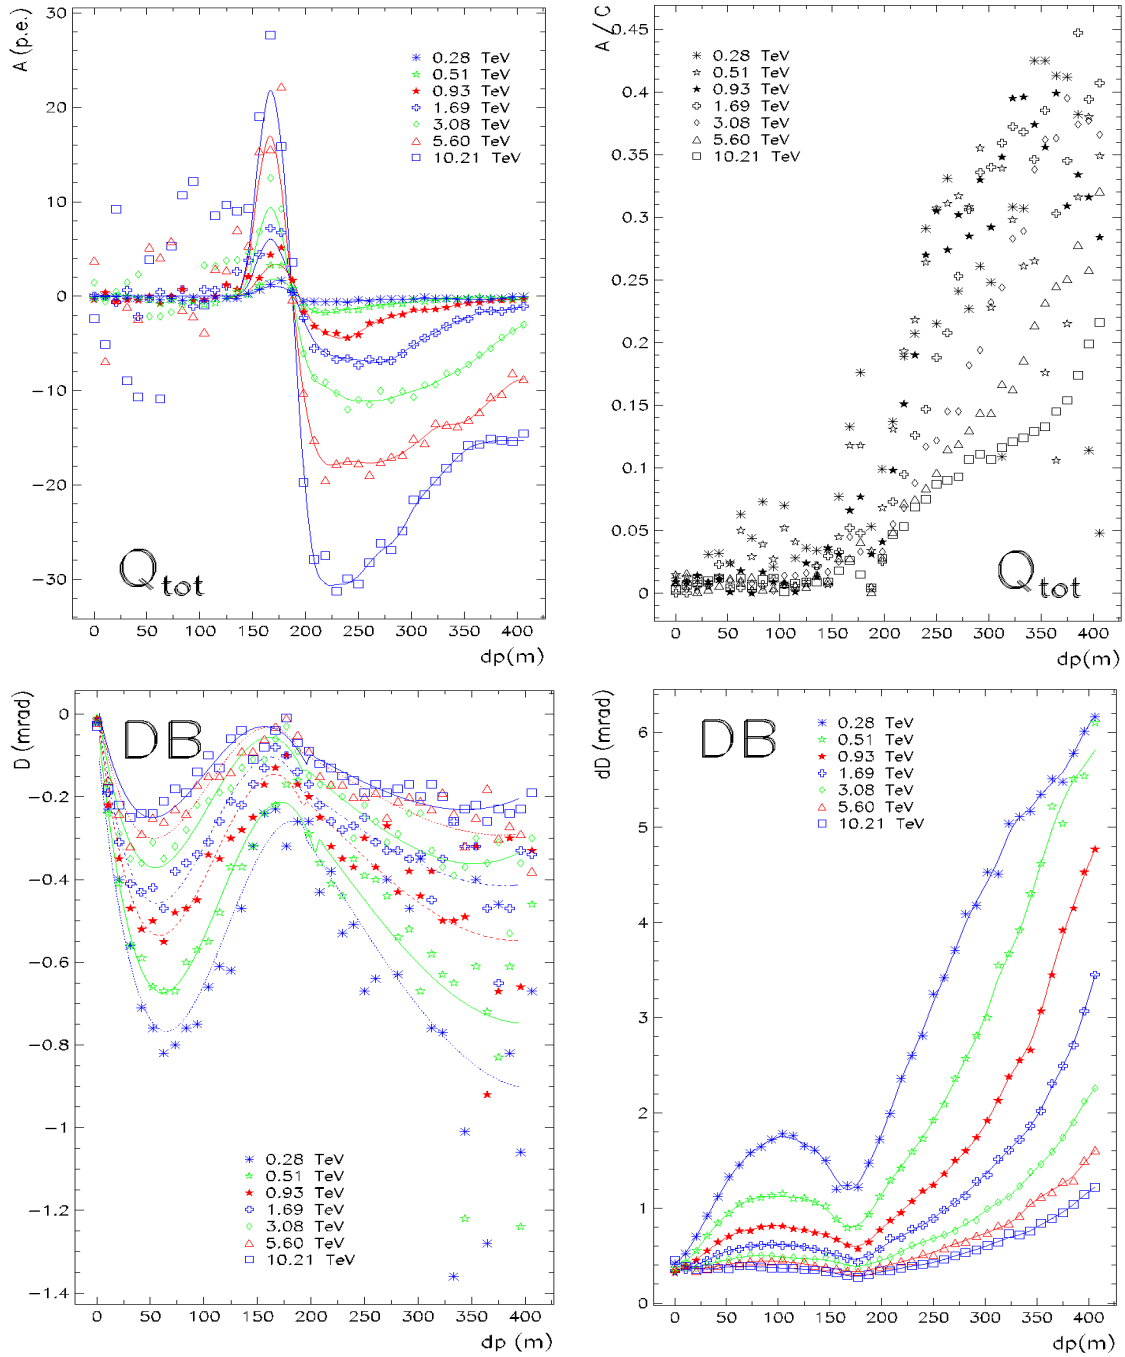 A (p.e.)
30
20
10
0
-10
-20
-30
0.28 TeV
0.51 TeV
0.93 TeV
1.69 TeV
3.08 TeV
5.60 TeV
10.21 TeV
Qtot
0 50 100 150 200 250 300 350 400
dp(m)
A / C
0.45
0.4
0.35
0.3
0.25
0.2
0.15
0.1
0.05
0
0.28 TeV
0.51 TeV
0.93 TeV
1.69 TeV
3.08 TeV
5.60 TeV
10.21 TeV
Qtot
0 50 100 150 200 250 300 350 400
dp(m)
D (mrad)
0
-0.2
-0.4
-0.6
-0.8
-1
-1.2
-1.4
DB
0.28 TeV
0.51 TeV
0.93 TeV
1.69 TeV
3.08 TeV
5.60 TeV
10.21 TeV
0 50 100 150 200 250 300 350 400
dp (m)
dD (mrad)
6
5
4
3
2
1
0
DB
0.28 TeV
0.51 TeV
0.93 TeV
1.69 TeV
3.08 TeV
5.60 TeV
10.21 TeV
0 50 100 150 200 250 300 350 400
dp(m)